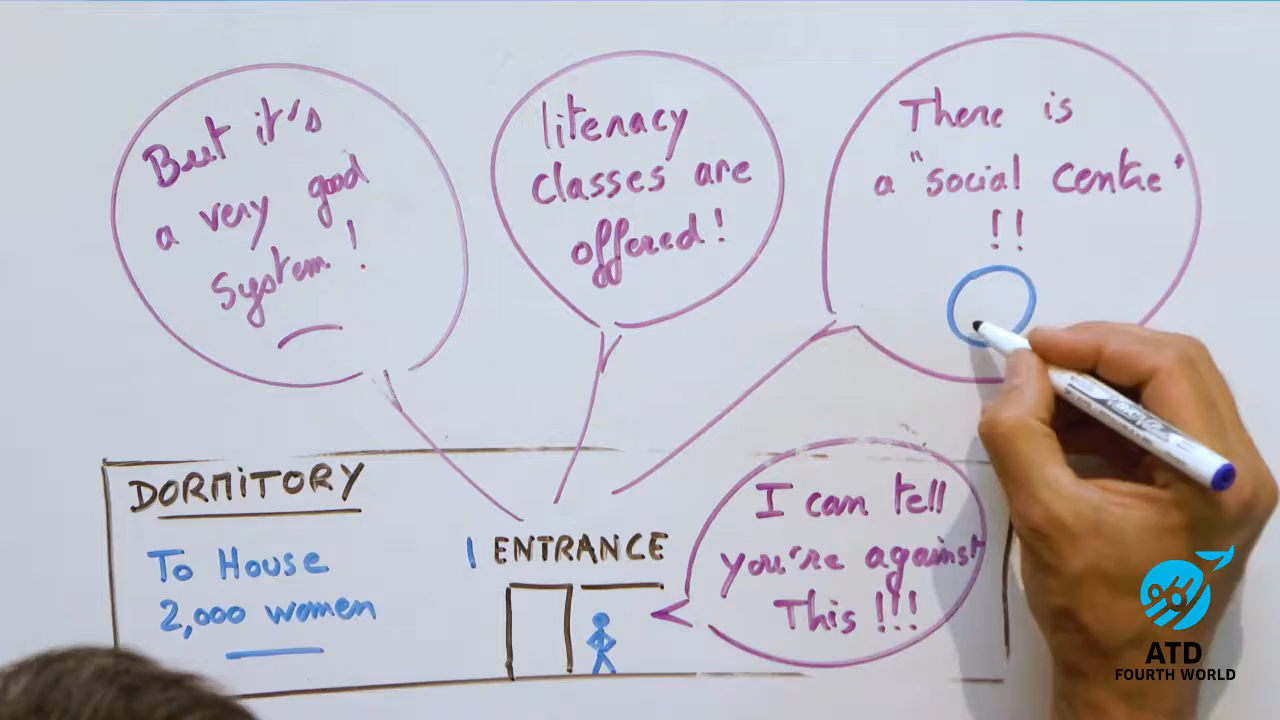 But it's
a very good
system!
literacy
classes are
offered!
There is
a "social centre"
!!
DORMITORY
To House
2,000 women
1 ENTRANCE
I can tell
you're against
This !!!
ATD
FOURTH WORLD